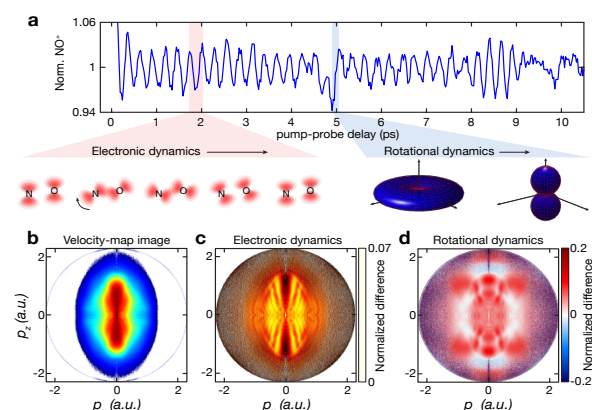 a
1.06
1
0.94
Norm. NO⁺
0 1 2 3 4 5 6 7 8 9 10
pump-probe delay (ps)
Electronic dynamics
Rotational dynamics
N O N O N O N O N O
b Velocity-map image
c Electronic dynamics
d Rotational dynamics
2
0
-2
p_z (a.u.)
-2 0 2
p (a.u.)
-2 0 2
p (a.u.)
0.07
0
Normalized difference
2
0
-2
-2 0 2
p (a.u.)
0.2
0
-0.2
Normalized difference